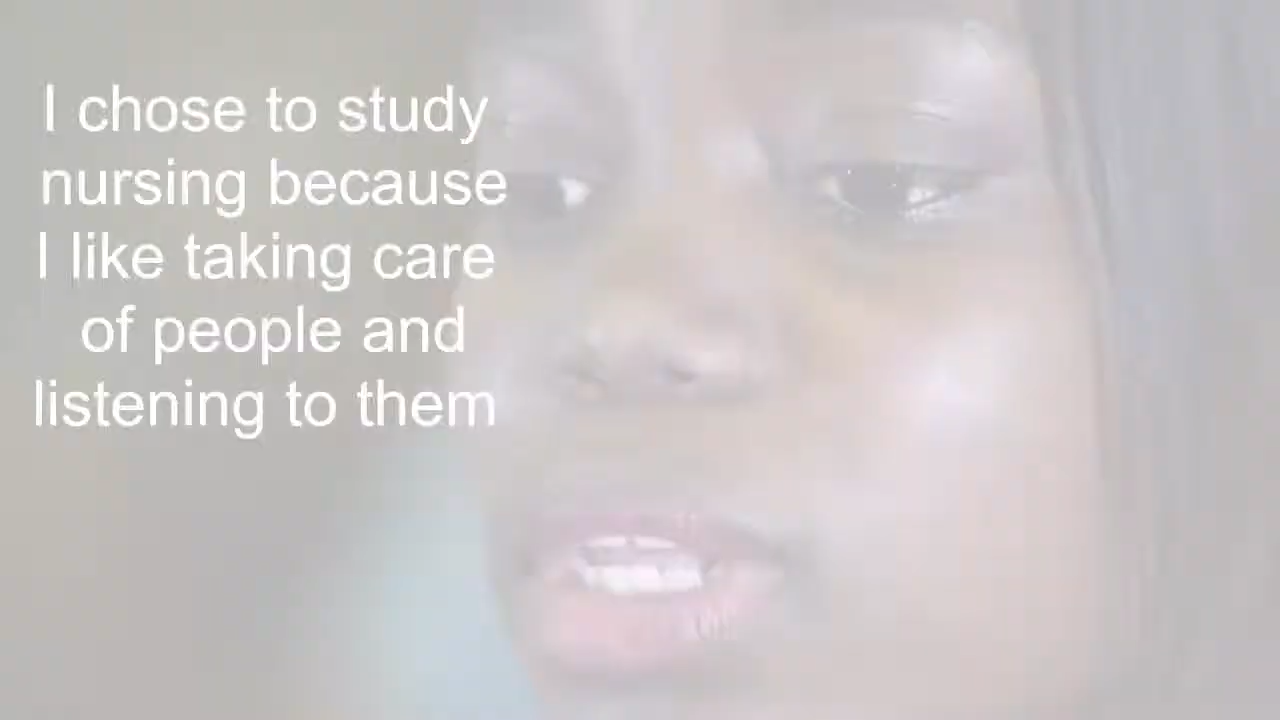 I chose to study
nursing because
I like taking care
of people and
listening to them